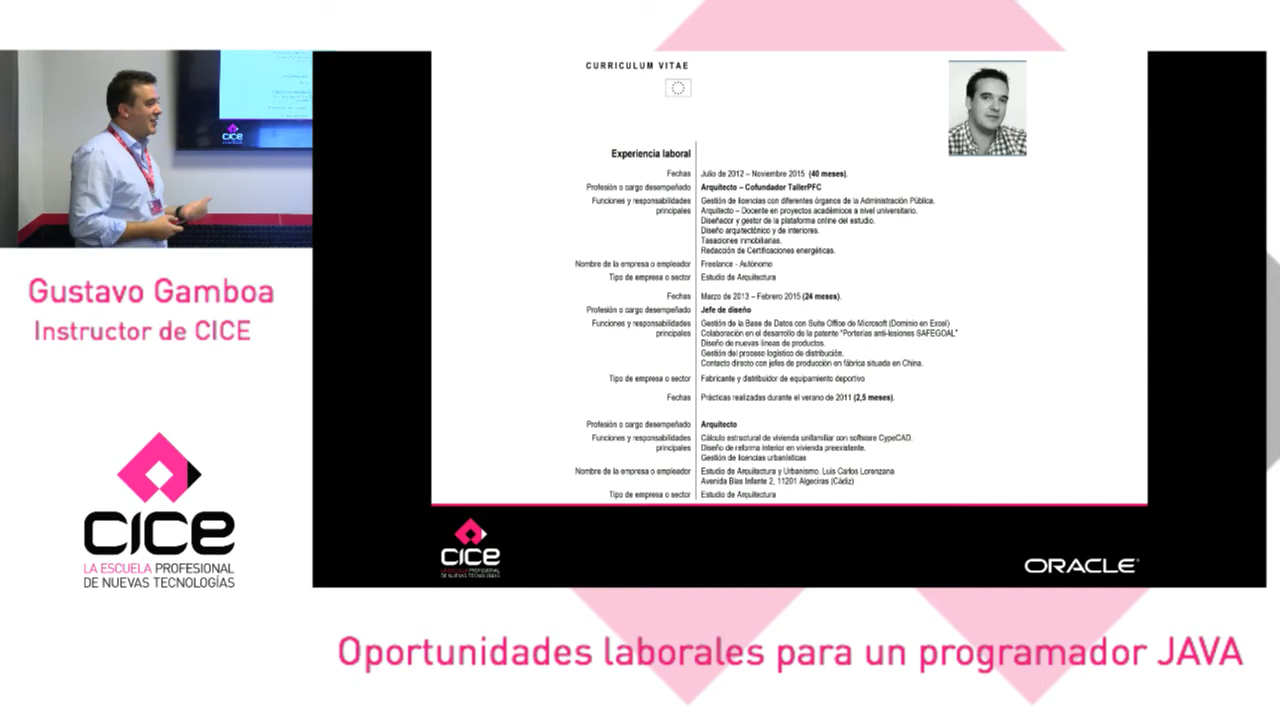 CURRICULUM VITAE
Experiencia laboral
Fechas Julio de 2012 – Noviembre 2015 (40 meses).
Profesión o cargo desempeñado Arquitecto – Cofundador TallerPFC
Funciones y responsabilidades Gestión de licencias con diferentes órganos de la Administración Pública.
principales Arquitecto – Docente en proyectos académicos a nivel universitario.
Diseñador y gestor de la plataforma online del estudio.
Diseño arquitectónico y de interiores.
Tasaciones inmobiliarias.
Redacción de Certificaciones energéticas.
Nombre de la empresa o empleador Freelance - Autónomo
Tipo de empresa o sector Estudio de Arquitectura
Fechas Marzo de 2013 – Febrero 2015 (24 meses).
Profesión o cargo desempeñado Jefe de diseño
Funciones y responsabilidades Gestión de la Base de Datos con Suite Office de Microsoft (Dominio en Excel)
principales Colaboración en el desarrollo de la patente "Porterías anti-lesiones SAFEGOAL"
Diseño de nuevas líneas de productos.
Gestión del proceso logístico de distribución.
Contacto directo con jefes de producción en fábrica situada en China.
Tipo de empresa o sector Fabricante y distribuidor de equipamiento deportivo
Fechas Prácticas realizadas durante el verano de 2011 (2,5 meses).
Profesión o cargo desempeñado Arquitecto
Funciones y responsabilidades Cálculo estructural de vivienda unifamiliar con software CypeCAD.
principales Diseño de reforma interior en vivienda preexistente.
Gestión de licencias urbanísticas
Nombre de la empresa o empleador Estudio de Arquitectura y Urbanismo. Luis Carlos Lorenzana
Avenida Blas Infante 2, 11201 Algeciras (Cádiz)
Tipo de empresa o sector Estudio de Arquitectura
cice
Gustavo Gamboa
Instructor de CICE
cice
LA ESCUELA PROFESIONAL
DE NUEVAS TECNOLOGÍAS
cice
LA ESCUELA PROFESIONAL
DE NUEVAS TECNOLOGÍAS
ORACLE
Oportunidades laborales para un programador JAVA